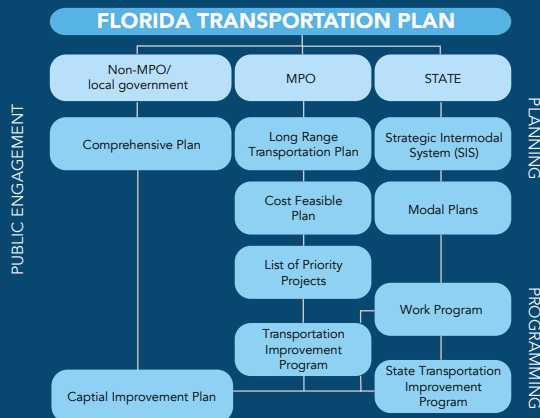 FLORIDA TRANSPORTATION PLAN
Non-MPO/
local government
MPO
STATE
PUBLIC ENGAGEMENT
PLANNING
Comprehensive Plan
Long Range
Transportation Plan
Strategic Intermodal
System (SIS)
Cost Feasible
Plan
Modal Plans
List of Priority
Projects
PROGRAMMING
Work Program
Transportation
Improvement
Program
State Transportation
Improvement
Program
Captial Improvement Plan